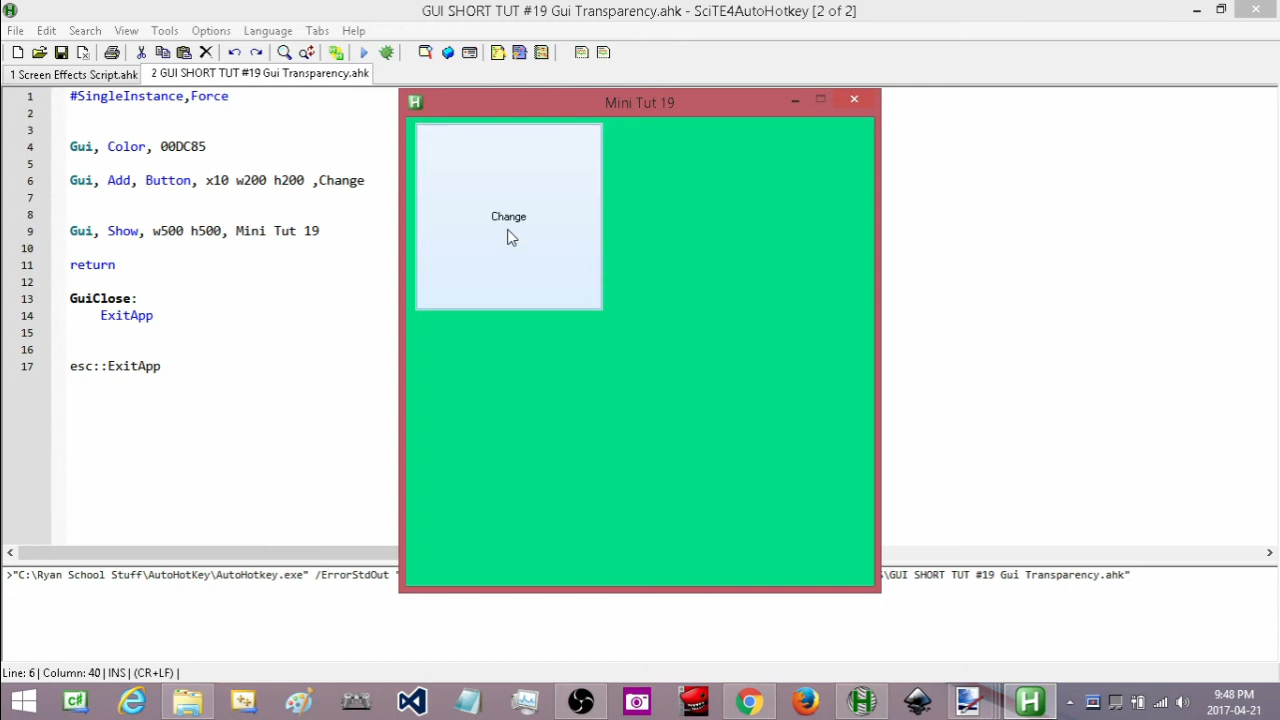 GUI SHORT TUT #19 Gui Transparency.ahk - SciTE4AutoHotkey [2 of 2]
File Edit Search View Tools Options Language Tabs Help
1 Screen Effects Script.ahk 2 GUI SHORT TUT #19 Gui Transparency.ahk
Mini Tut 19
Change
1 #SingleInstance,Force
2
3
4 Gui, Color, 00DC85
5
6 Gui, Add, Button, x10 w200 h200 ,Change
7
8
9 Gui, Show, w500 h500, Mini Tut 19
10
11 return
12
13 GuiClose:
14 ExitApp
15
16
17 esc::ExitApp
>"C:\Ryan School Stuff\AutoHotKey\AutoHotkey.exe" /ErrorStdOut " GUI SHORT TUT #19 Gui Transparency.ahk"
Line: 6 | Column: 40 | INS | (CR+LF) |
9:48 PM
2017-04-21